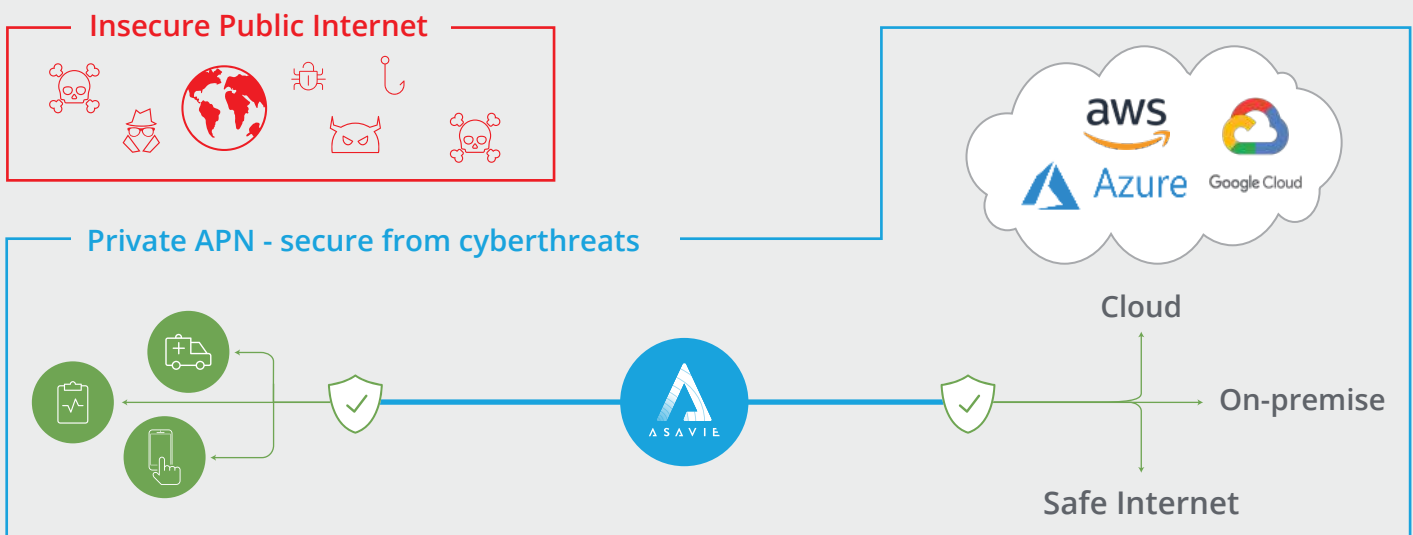 Insecure Public Internet
aws
Azure
Google Cloud
Private APN - secure from cyberthreats
Cloud
ASAVIE
On-premise
Safe Internet